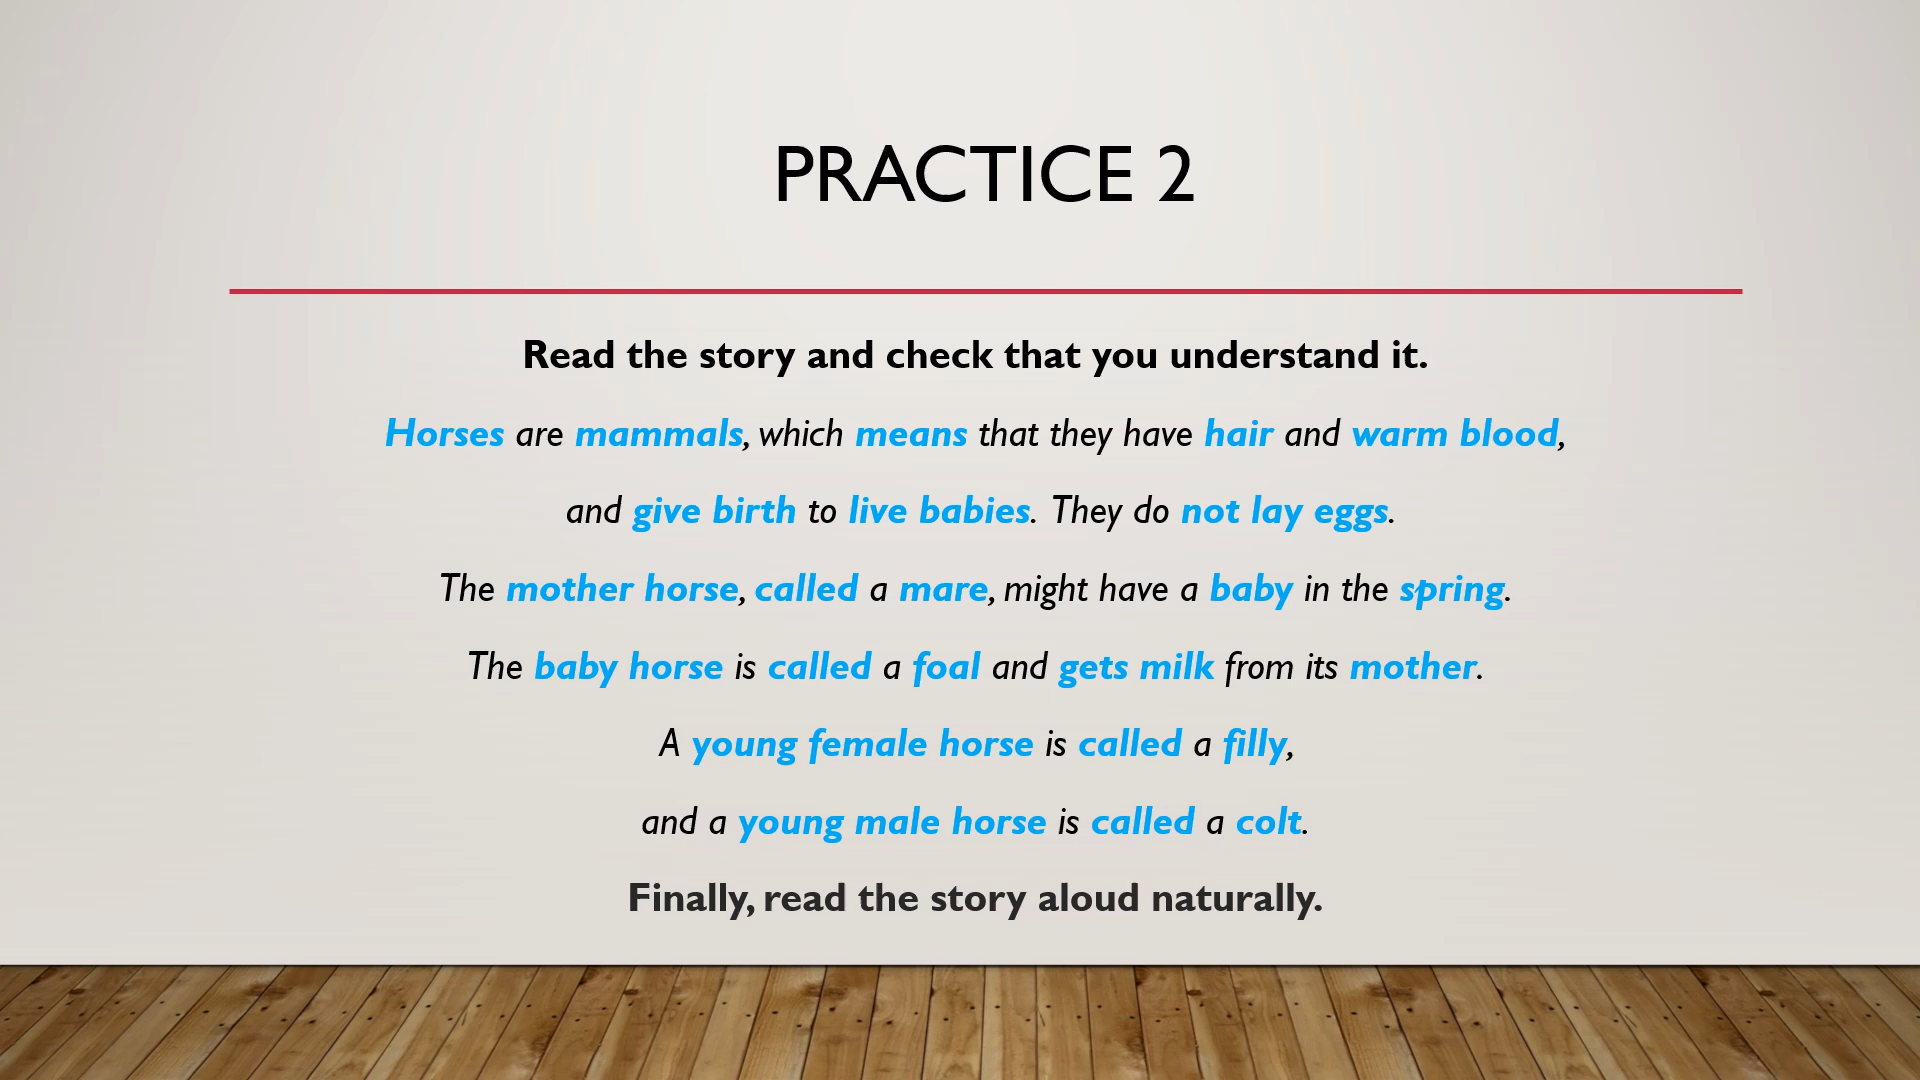 PRACTICE 2
Read the story and check that you understand it.
Horses are mammals, which means that they have hair and warm blood,
and give birth to live babies. They do not lay eggs.
The mother horse, called a mare, might have a baby in the spring.
The baby horse is called a foal and gets milk from its mother.
A young female horse is called a filly,
and a young male horse is called a colt.
Finally, read the story aloud naturally.